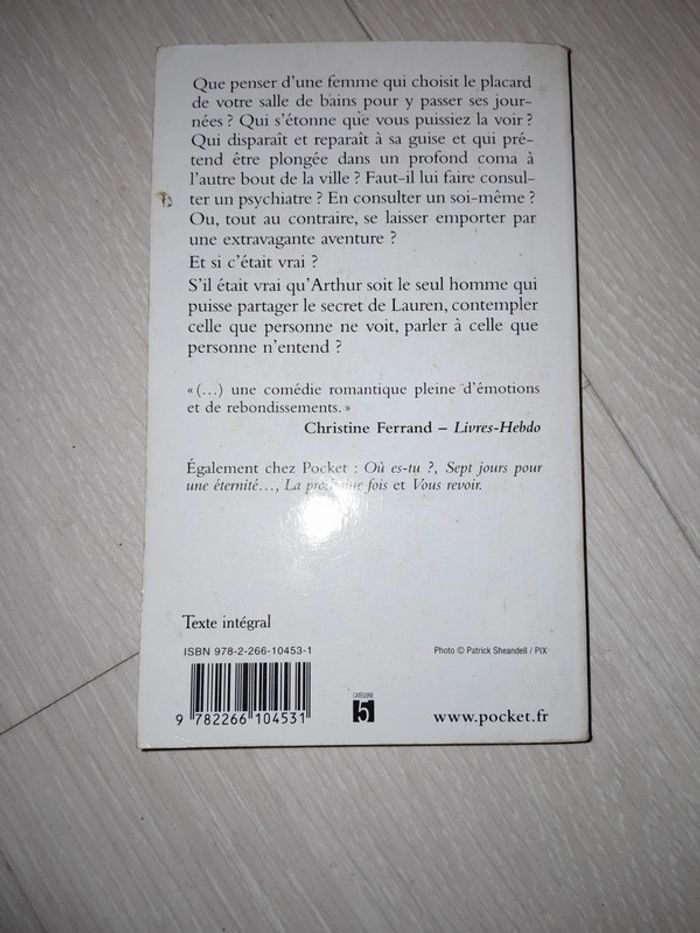 Que penser d'une femme qui choisit le placard
de votre salle de bains pour y passer ses jour-
nées ? Qui s'étonne que vous puissiez la voir ?
Qui disparaît et reparaît à sa guise et qui pré-
tend être plongée dans un profond coma à
l'autre bout de la ville ? Faut-il lui faire consul-
ter un psychiatre ? En consulter un soi-même ?
Ou, tout au contraire, se laisser emporter par
une extravagante aventure ?
Et si c'était vrai ?
S'il était vrai qu'Arthur soit le seul homme qui
puisse partager le secret de Lauren, contempler
celle que personne ne voit, parler à celle que
personne n'entend ?
« (...) une comédie romantique pleine d'émotions
et de rebondissements. »
Christine Ferrand – Livres-Hebdo
Également chez Pocket : Où es-tu ?, Sept jours pour
une éternité..., La prochaine fois et Vous revoir.
Texte intégral
ISBN 978-2-266-10453-1
Photo © Patrick Sheandell / PIX
9 782266 104531
CATÉGORIE
5
www.pocket.fr